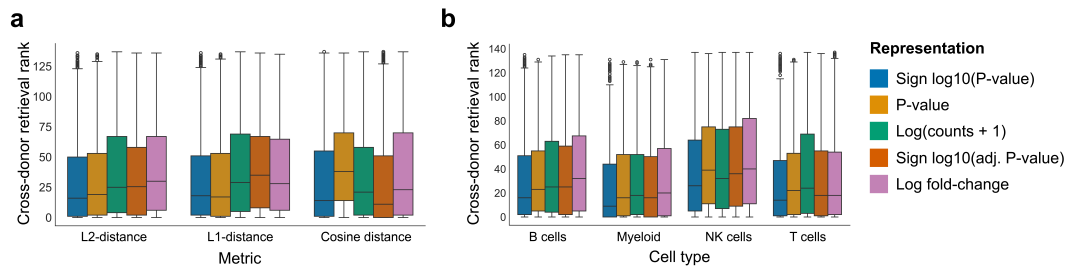 a
Cross-donor retrieval rank
125
100
75
50
25
0
L2-distance
L1-distance
Cosine distance
Metric
b
Cross-donor retrieval rank
140
120
100
80
60
40
20
0
B cells
Myeloid
NK cells
T cells
Cell type
Representation
Sign log10(P-value)
P-value
Log(counts + 1)
Sign log10(adj. P-value)
Log fold-change